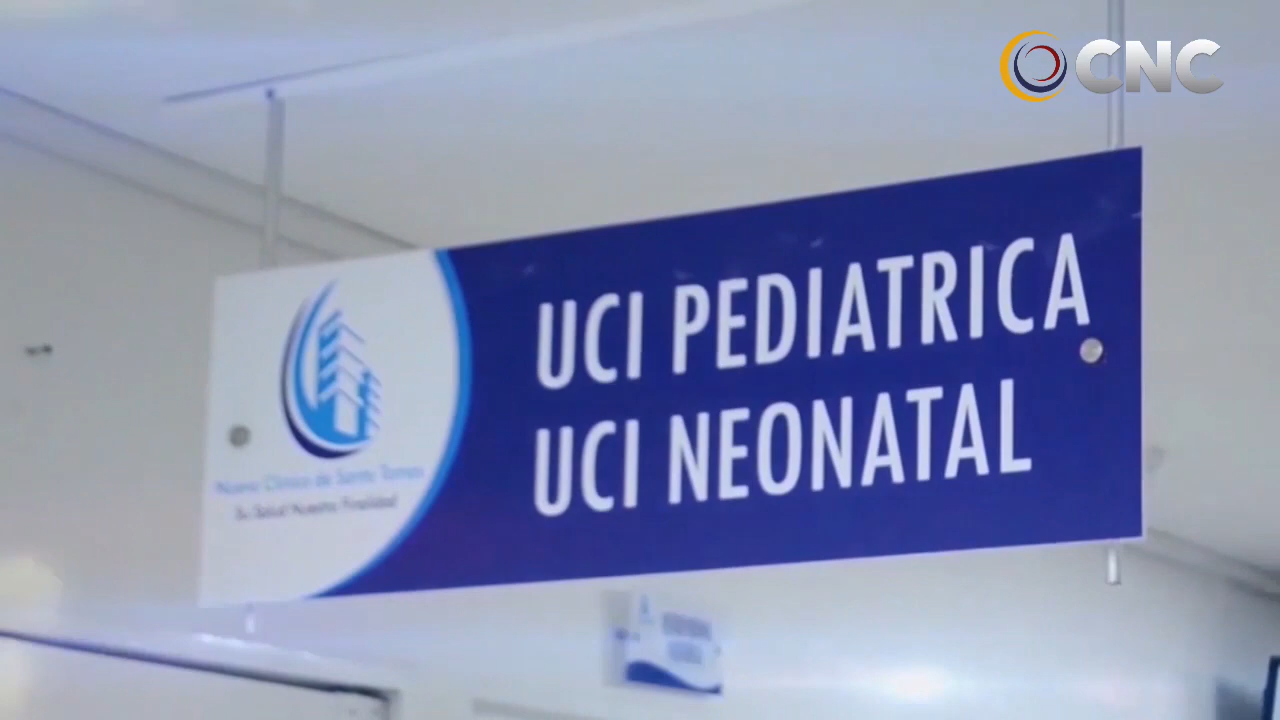 CNC
UCI PEDIATRICA
UCI NEONATAL
Nueva Clínica de Santo Tomas
Su Salud Nuestra Finalidad